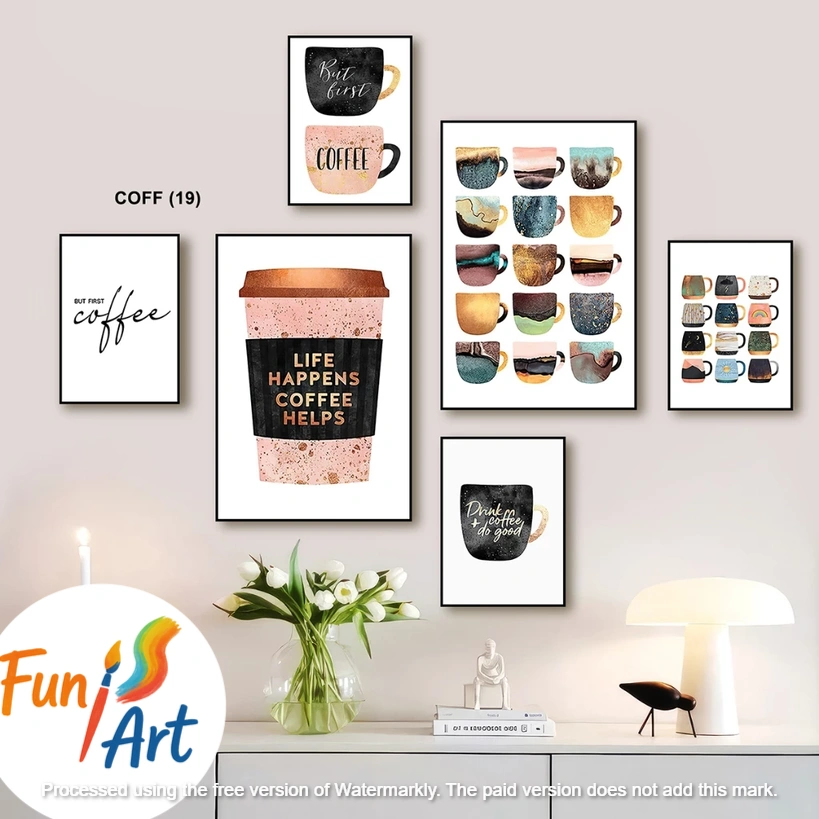 But
first
COFFEE
COFF (19)
BUT FIRST
coffee
LIFE
HAPPENS
COFFEE
HELPS
Drink
+ coffee
do good
Fun
Art
Processed using the free version of Watermarkly. The paid version does not add this mark.